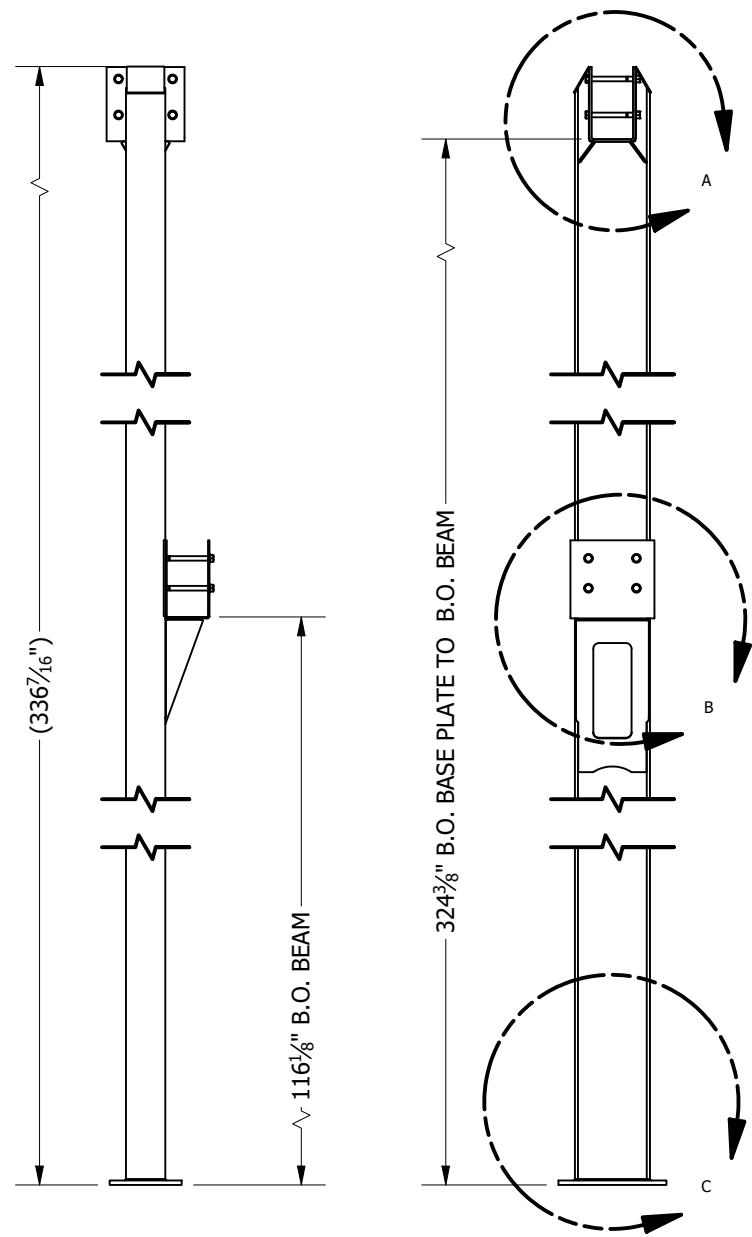 A
(336 7/16")
324 3/8" B.O. BASE PLATE TO B.O. BEAM
B
116 1/8" B.O. BEAM
C